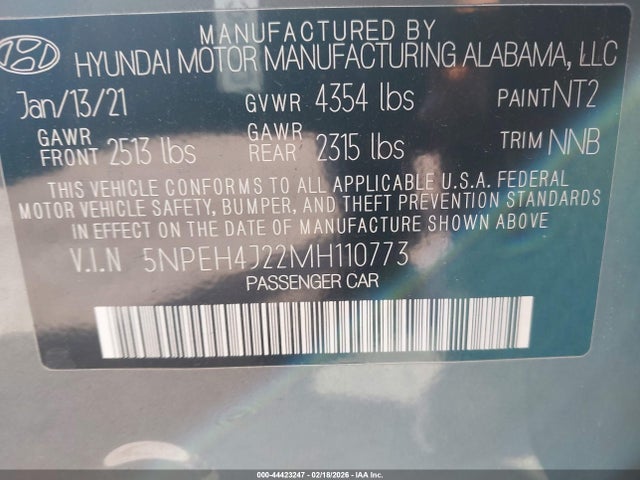 MANUFACTURED BY
HYUNDAI MOTOR MANUFACTURING ALABAMA, LLC
Jan/13/21 GVWR 4354 lbs PAINT NT2
GAWR FRONT 2513 lbs GAWR REAR 2315 lbs TRIM NNB
THIS VEHICLE CONFORMS TO ALL APPLICABLE U.S.A. FEDERAL
MOTOR VEHICLE SAFETY, BUMPER, AND THEFT PREVENTION STANDARDS
IN EFFECT ON THE DATE OF MANUFACTURE SHOWN ABOVE
V.I.N 5NPEH4J22MH110773
PASSENGER CAR
000-44423247 - 02/18/2026 - IAA Inc.